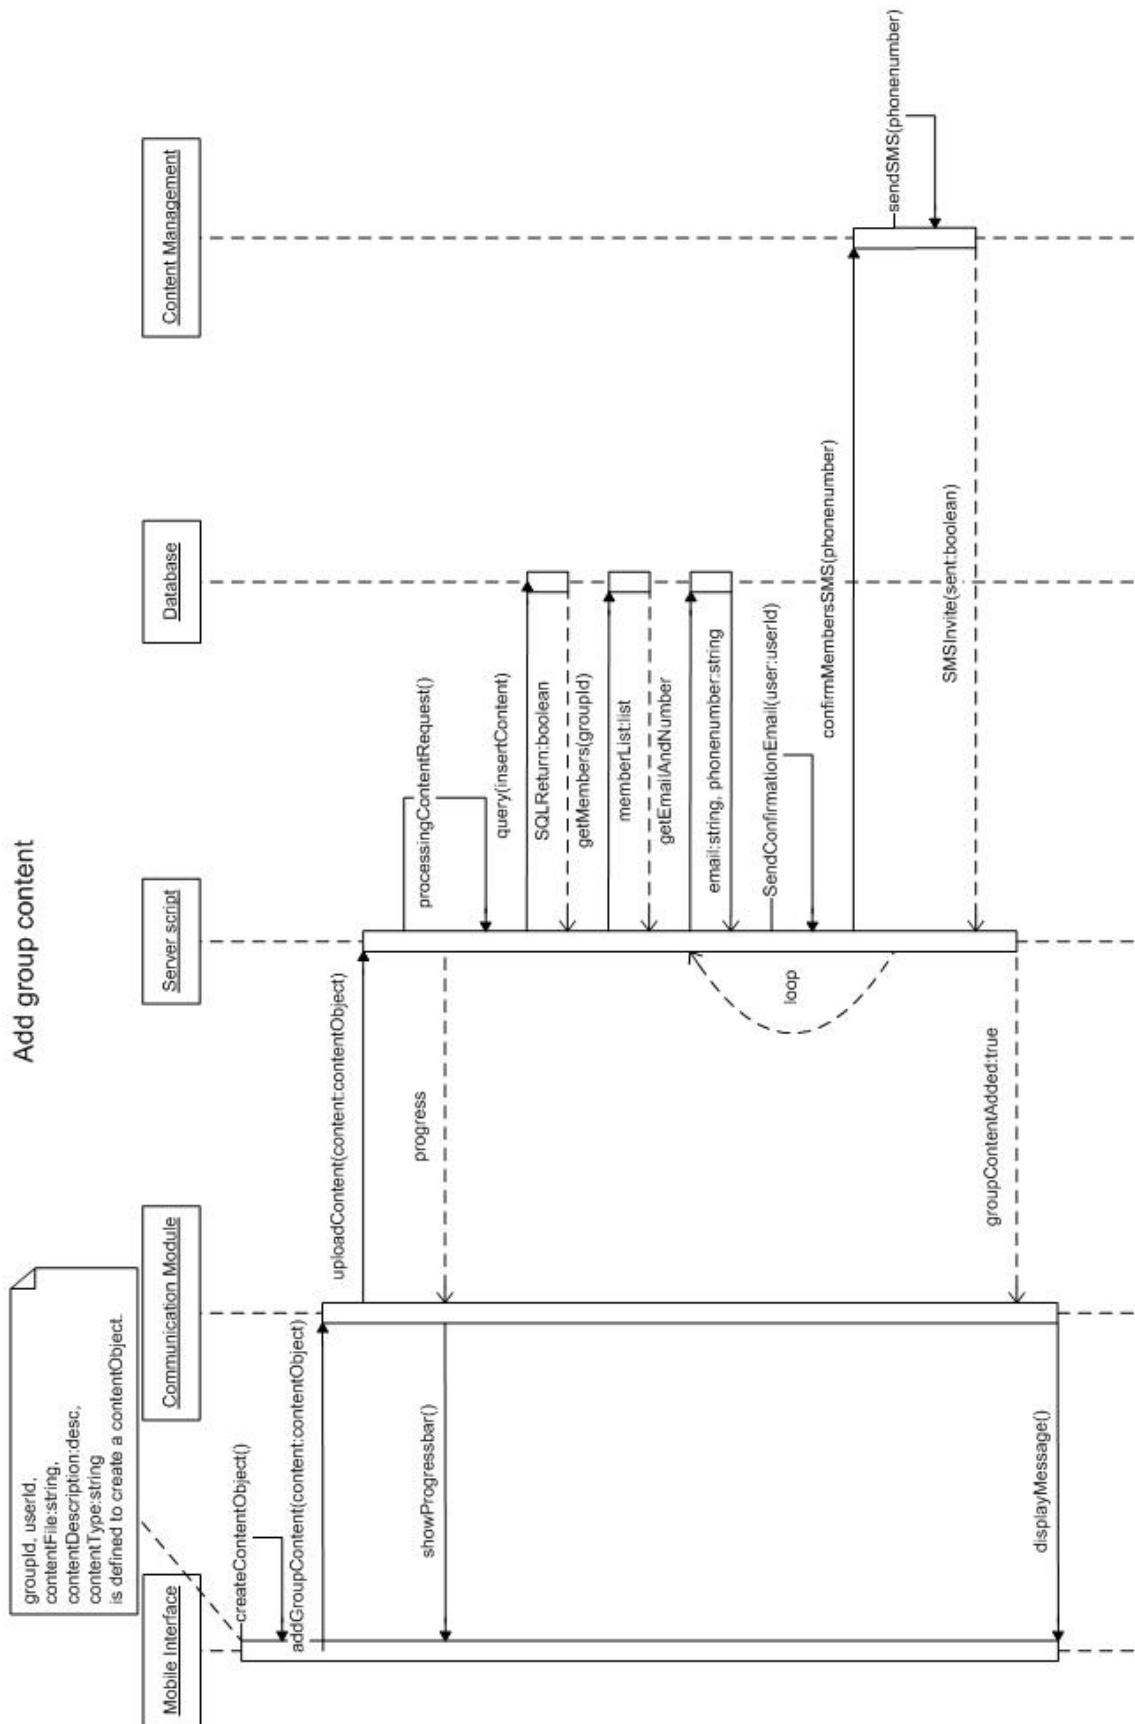 Add group content
groupId, userId,
contentFile:string,
contentDescription:desc,
contentType:string
is defined to create a contentObject.
Mobile Interface
Communication Module
Server script
Database
Content Management
createContentObject()
addGroupContent(content:contentObject)
uploadContent(content:contentObject)
processingContentRequest()
showProgressbar()
progress
query(insertContent)
SQLReturn:boolean
getMembers(groupId)
memberList:list
getEmailAndNumber
email:string, phonenumber:string
SendConfirmationEmail(user:userId)
loop
confirmMembersSMS(phonenumber)
sendSMS(phonenumber)
SMSInvite(sent:boolean)
groupContentAdded:true
displayMessage()